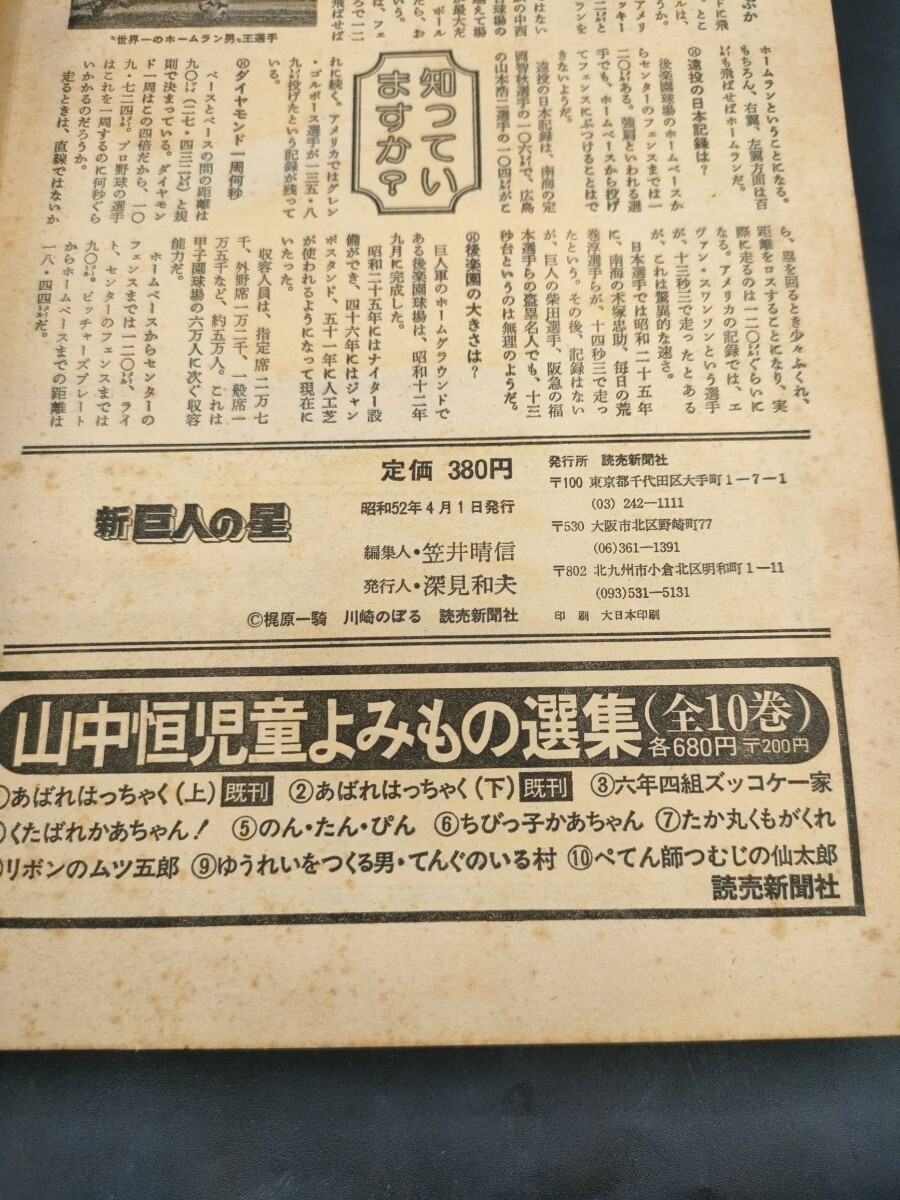 ぶか
"世界一のホームラン男"王選手
ホームランということになる。
もちろん、右翼、左翼方面は百
㍍も飛ばせばホームランだ。
遠投の日本記録は?
後楽園球場のホームベースか
らセンターのフェンスまでは一
二〇㍍ある。強肩といわれる選
手でも、ホームベースから投げ
てフェンスにぶつけることはで
きないようだ。
遠投の日本記録は、南海の定
岡智秋選手の一〇六㍍で、広島
の山本浩二選手の一〇四㍍がこ
知ってい
ますか?
れに続く。アメリカではグレン
・ゴルボース選手が一三五・八
九㍍投げたという記録が残って
いる。
ダイヤモンド一周何秒
ベースとベースの間の距離は
九〇㌳(二七・四三二㍍)と規
則で決まっている。ダイヤモン
ド一周はこの四倍だから、一〇
九・七二四㍍。プロ野球の選手
はこれを一周するのに何秒ぐら
いかかるのだろうか。
走るときは、直線ではないか
ら、塁を回るとき少々ふくれ、
距離をロスすることになり、実
際に走るのは一二〇㍍ぐらいに
なる。アメリカの記録では、エ
ヴァン・スワンソンという選手
が、十三秒三で走ったとある
が、これは驚異的な速さ。
日本選手では昭和二十五年
に、南海の木塚忠助、毎日の荒
巻淳選手らが、十四秒三で走っ
たという。その後、記録はない
が、巨人の柴田選手、阪急の福
本選手らの盗塁名人でも、十三
秒台というのは無理のようだ。
後楽園の大きさは?
巨人軍のホームグラウンドで
ある後楽園球場は、昭和十二年
九月に完成した。
昭和二十五年にはナイター設
備ができ、四十六年にはジャン
ボスタンド、五十一年に人工芝
が使われるようになって現在に
いたった。
収容人員は、指定席二万七
千、外野席一万二千、一般席一
万五千など、約五万人。これは
甲子園球場の六万人に次ぐ収容
能力だ。
ホームベースからセンターの
フェンスまでは一二〇㍍、ライ
ト、センターのフェンスまでは
九〇㍍。ピッチャーズプレート
からホームベースまでの距離は
一八・四四㍍だ。
新巨人の星
定価 380円
昭和52年4月1日発行
編集人・笠井晴信
発行人・深見和夫
©梶原一騎 川崎のぼる 読売新聞社
発行所 読売新聞社
〒100 東京都千代田区大手町1-7-1
(03) 242-1111
〒530 大阪市北区野崎町77
(06)361-1391
〒802 北九州市小倉北区明和町1-11
(093)531-5131
印刷 大日本印刷
山中恒児童よみもの選集(全10巻)各680円〒200円
①あばれはっちゃく(上)既刊 ②あばれはっちゃく(下)既刊 ③六年四組ズッコケ一家
くたばれかあちゃん! ⑤のん・たん・ぴん ⑥ちびっ子かあちゃん ⑦たか丸くもがくれ
リボンのムツ五郎 ⑨ゆうれいをつくる男・てんぐのいる村 ⑩ぺてん師つむじの仙太郎
読売新聞社